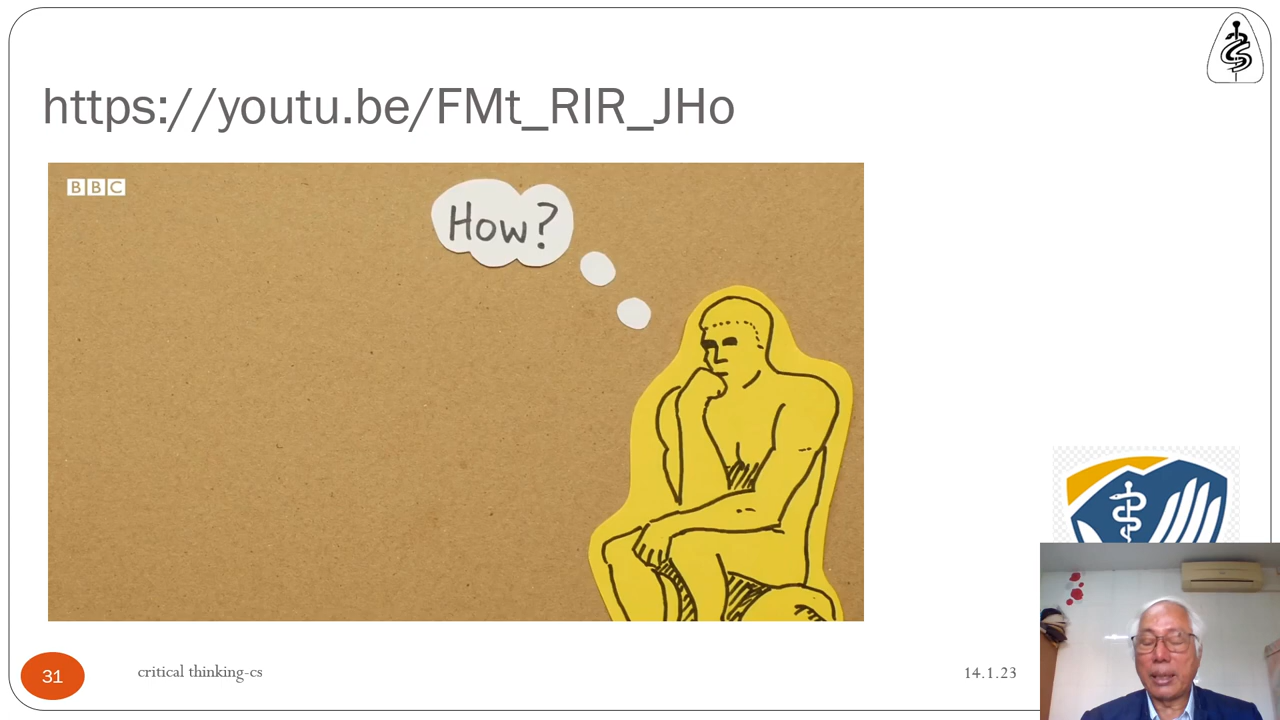 https://youtu.be/FMt_RIR_JHo
BBC
How?
31
critical thinking-cs
14.1.23